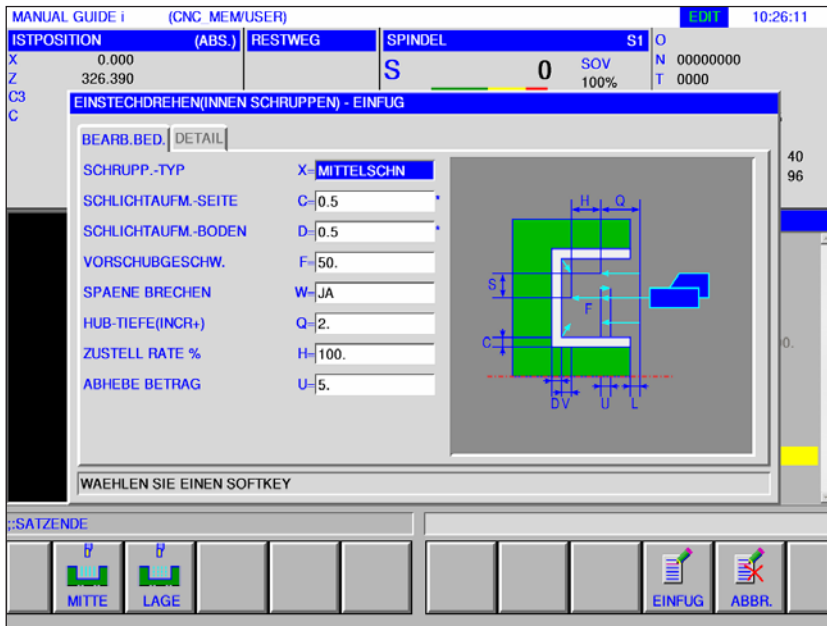 MANUAL GUIDE i (CNC_MEM/USER) EDIT 10:26:11
ISTPOSITION (ABS.) RESTWEG SPINDEL S1 O
X 0.000 S 0 SOV N 00000000
Z 326.390 100% T 0000
C3
C
EINSTECHDREHEN(INNEN SCHRUPPEN) - EINFUG
BEARB.BED. DETAIL
40
96
SCHRUPP.-TYP X=MITTELSCHN
SCHLICHTAUFM.-SEITE C=0.5 *
SCHLICHTAUFM.-BODEN D=0.5 *
VORSCHUBGESCHW. F=50.
SPAENE BRECHEN W=JA
HUB-TIEFE(INCR+) Q=2.
ZUSTELL RATE % H=100.
ABHEBE BETRAG U=5.
H Q
S
F
C
D V U L
0.
WAEHLEN SIE EINEN SOFTKEY
;:SATZENDE
MITTE LAGE EINFUG ABBR.